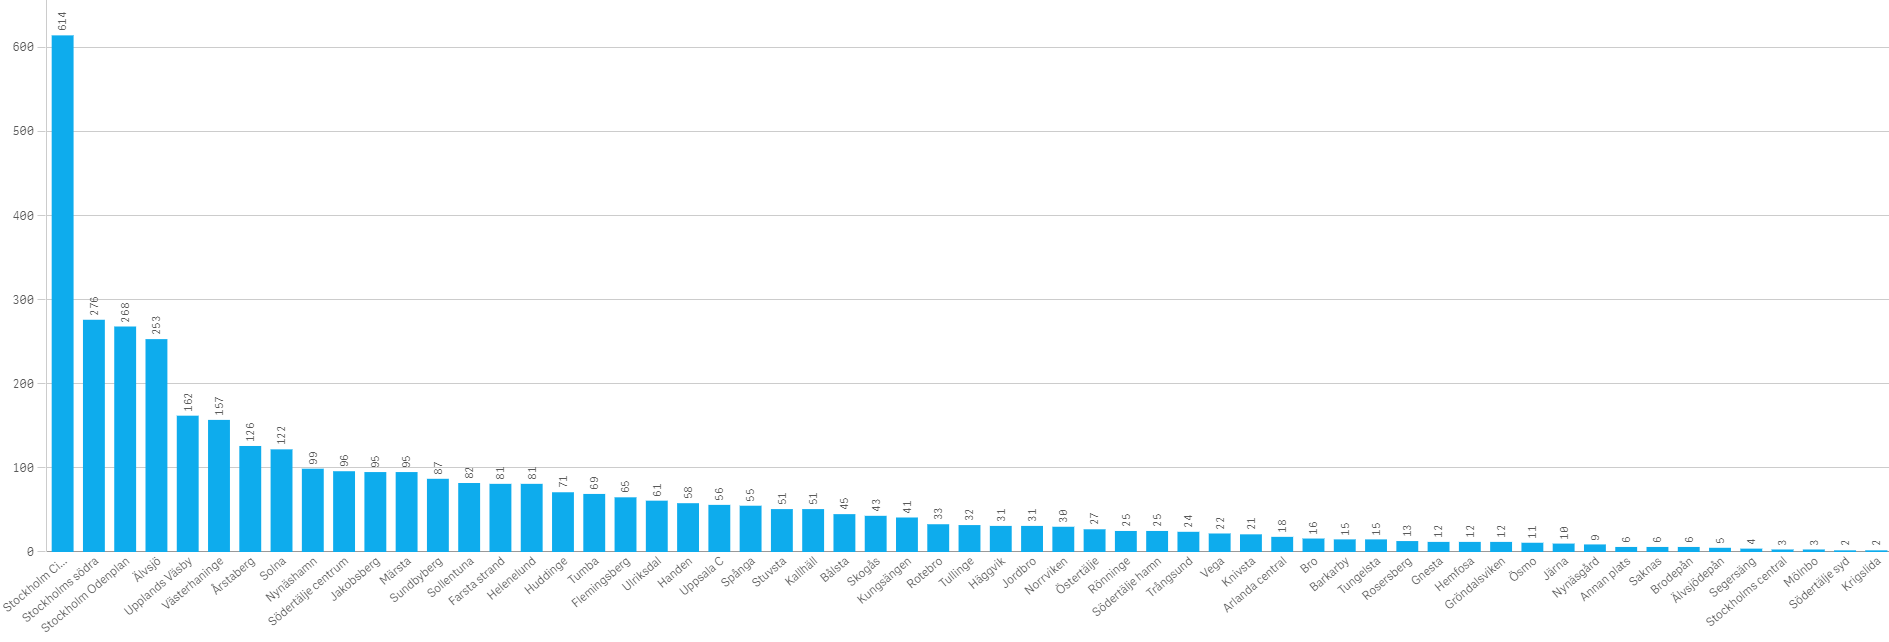 600
500
400
300
200
100
0
614
276
268
253
162
157
126
122
99
96
95
95
87
82
81
81
71
69
65
61
58
56
55
51
51
45
43
41
33
32
31
31
30
27
25
25
24
22
21
18
16
15
15
13
12
12
12
11
10
9
6
6
6
5
4
3
3
2
2
Stockholm Ci...
Stockholms södra
Stockholm Odenplan
Älvsjö
Upplands Väsby
Västerhaninge
Årstaberg
Solna
Nynäshamn
Södertälje centrum
Jakobsberg
Märsta
Sundbyberg
Sollentuna
Farsta strand
Helenelund
Huddinge
Tumba
Flemingsberg
Ulriksdal
Handen
Uppsala C
Spånga
Stuvsta
Kallhäll
Bålsta
Skogås
Kungsängen
Rotebro
Tullinge
Häggvik
Jordbro
Norrviken
Östertälje
Rönninge
Södertälje hamn
Trångsund
Vega
Knivsta
Arlanda central
Bro
Barkarby
Tungelsta
Rosersberg
Gnesta
Hemfosa
Gröndalsviken
Ösmo
Järna
Nynäsgård
Annan plats
Saknas
Brodepån
Älvsjödepån
Segersäng
Stockholms central
Mölnbo
Södertälje syd
Krigslida